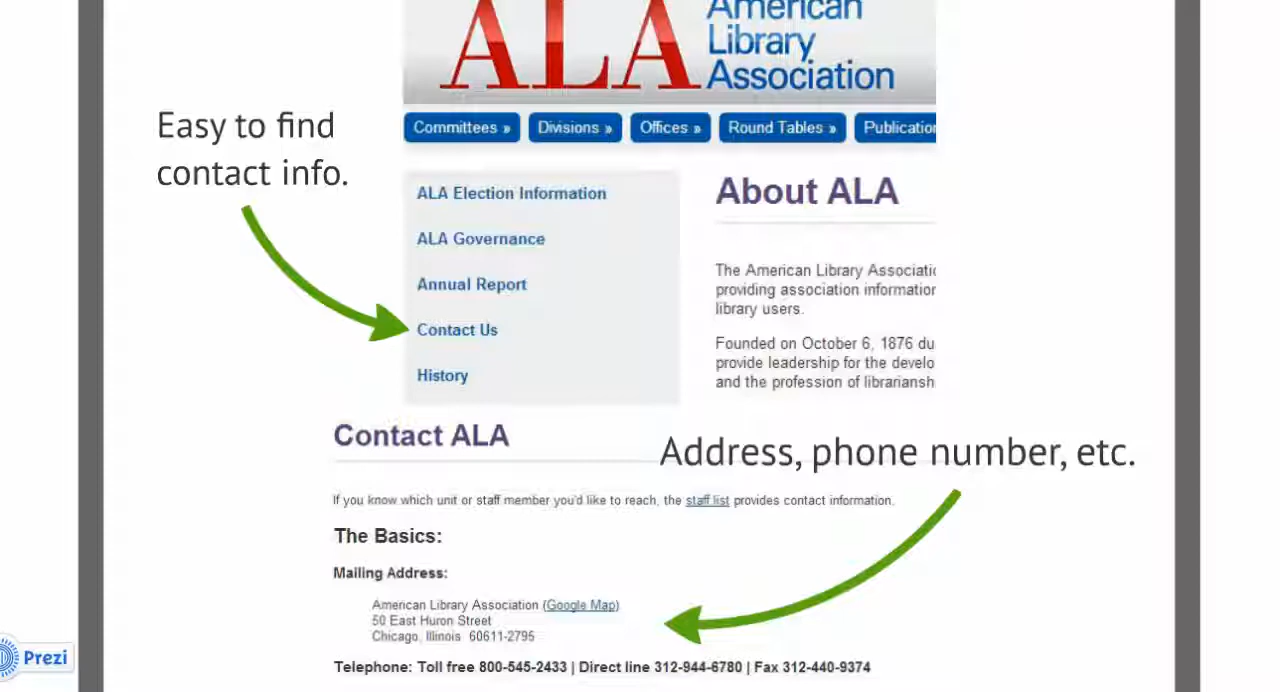 ALA American
Library
Association
Easy to find
contact info.
Committees » Divisions » Offices » Round Tables » Publication
ALA Election Information
ALA Governance
Annual Report
Contact Us
History
About ALA
The American Library Associatic
providing association information
library users.
Founded on October 6, 1876 du
provide leadership for the develo
and the profession of librariansh
Contact ALA
Address, phone number, etc.
If you know which unit or staff member you'd like to reach, the staff list provides contact information.
The Basics:
Mailing Address:
American Library Association (Google Map)
50 East Huron Street
Chicago, Illinois 60611-2795
Telephone: Toll free 800-545-2433 | Direct line 312-944-6780 | Fax 312-440-9374
Prezi